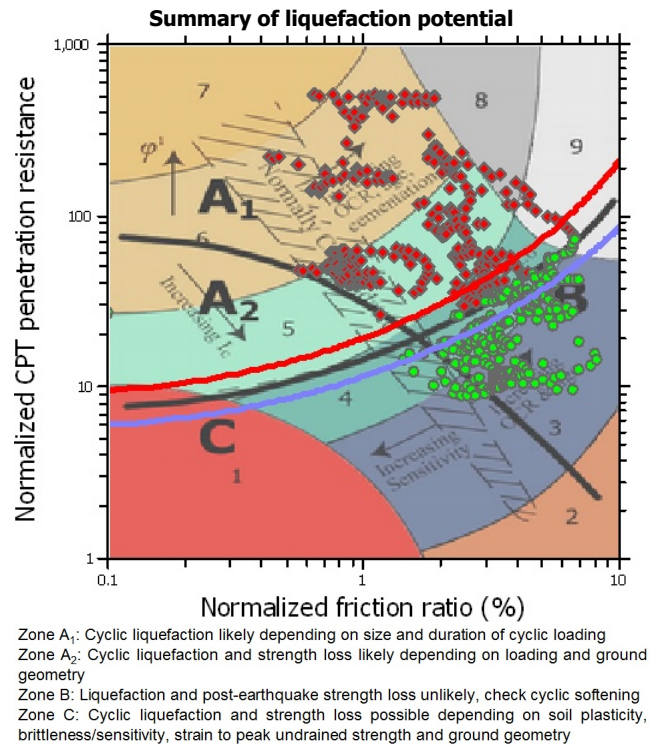 Summary of liquefaction potential
Normalized CPT penetration resistance
1,000
100
10
1
0.1
1
10
7
8
9
φ'
A1
6
A2
Increasing Ic
5
Normally C
OCR,
cementation
B
4
C
1
Increasing
Sensitivity
OCR &
3
2
Normalized friction ratio (%)
Zone A1: Cyclic liquefaction likely depending on size and duration of cyclic loading
Zone A2: Cyclic liquefaction and strength loss likely depending on loading and ground
geometry
Zone B: Liquefaction and post-earthquake strength loss unlikely, check cyclic softening
Zone C: Cyclic liquefaction and strength loss possible depending on soil plasticity,
brittleness/sensitivity, strain to peak undrained strength and ground geometry